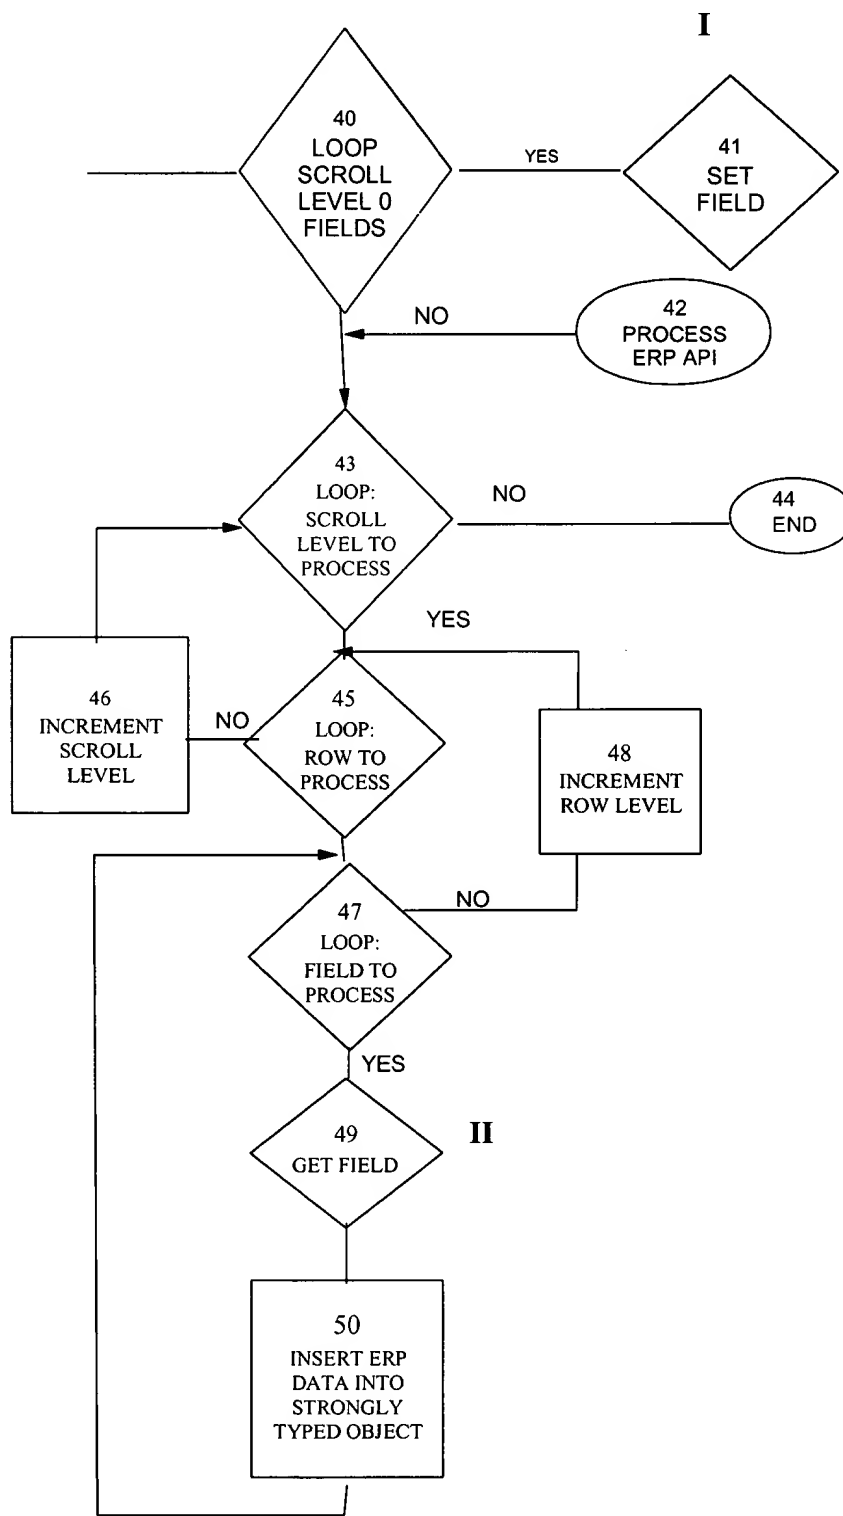 I
40
LOOP
SCROLL
LEVEL 0
FIELDS
YES
41
SET
FIELD
NO
42
PROCESS
ERP API
43
LOOP:
SCROLL
LEVEL TO
PROCESS
NO
44
END
YES
46
INCREMENT
SCROLL
LEVEL
NO
45
LOOP:
ROW TO
PROCESS
48
INCREMENT
ROW LEVEL
47
LOOP:
FIELD TO
PROCESS
NO
YES
49
GET FIELD
II
50
INSERT ERP
DATA INTO
STRONGLY
TYPED OBJECT